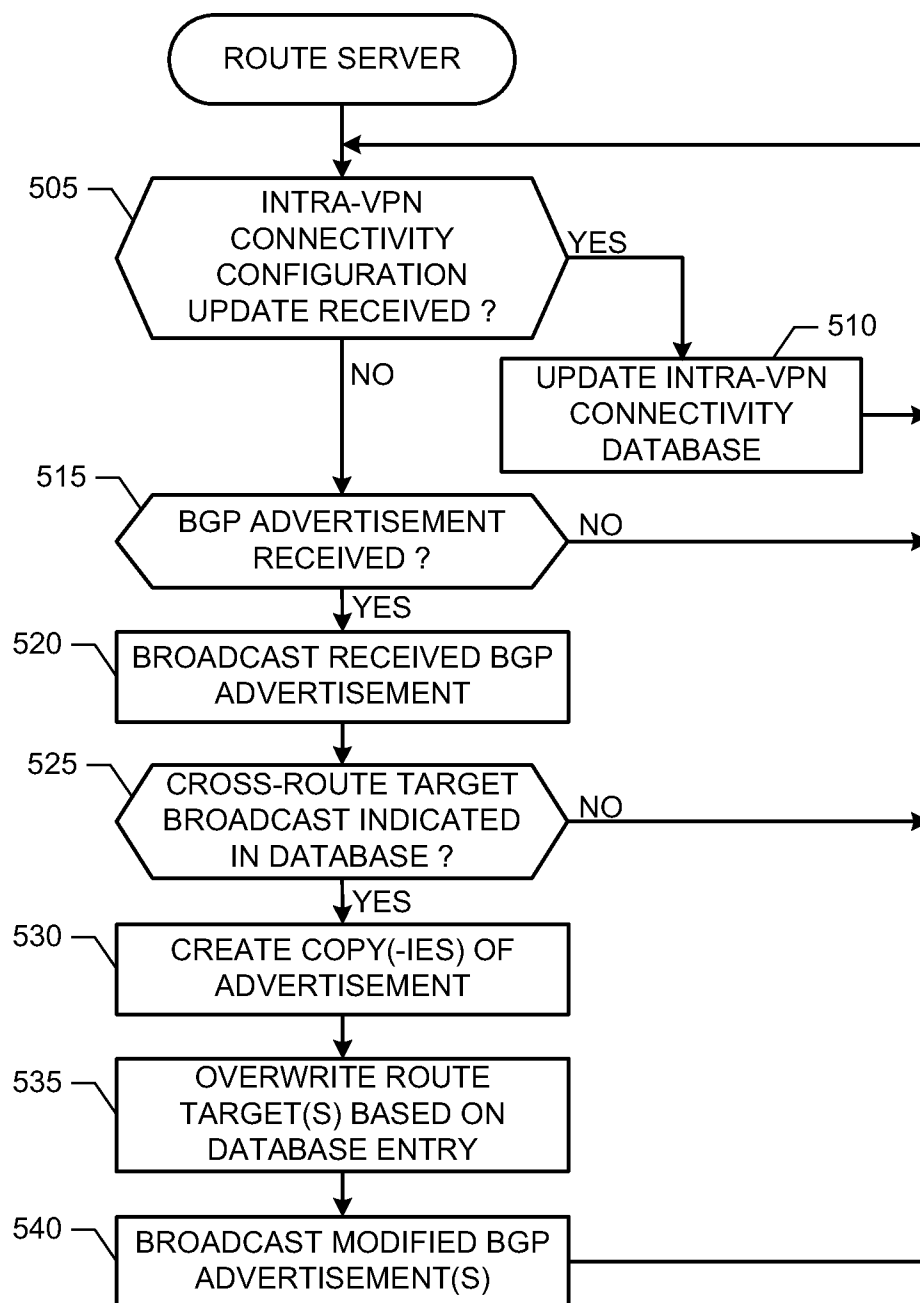 ROUTE SERVER
505
INTRA-VPN
CONNECTIVITY
CONFIGURATION
UPDATE RECEIVED ?
YES
NO
510
UPDATE INTRA-VPN
CONNECTIVITY
DATABASE
515
BGP ADVERTISEMENT
RECEIVED ?
NO
YES
520
BROADCAST RECEIVED BGP
ADVERTISEMENT
525
CROSS-ROUTE TARGET
BROADCAST INDICATED
IN DATABASE ?
NO
YES
530
CREATE COPY(-IES) OF
ADVERTISEMENT
535
OVERWRITE ROUTE
TARGET(S) BASED ON
DATABASE ENTRY
540
BROADCAST MODIFIED BGP
ADVERTISEMENT(S)